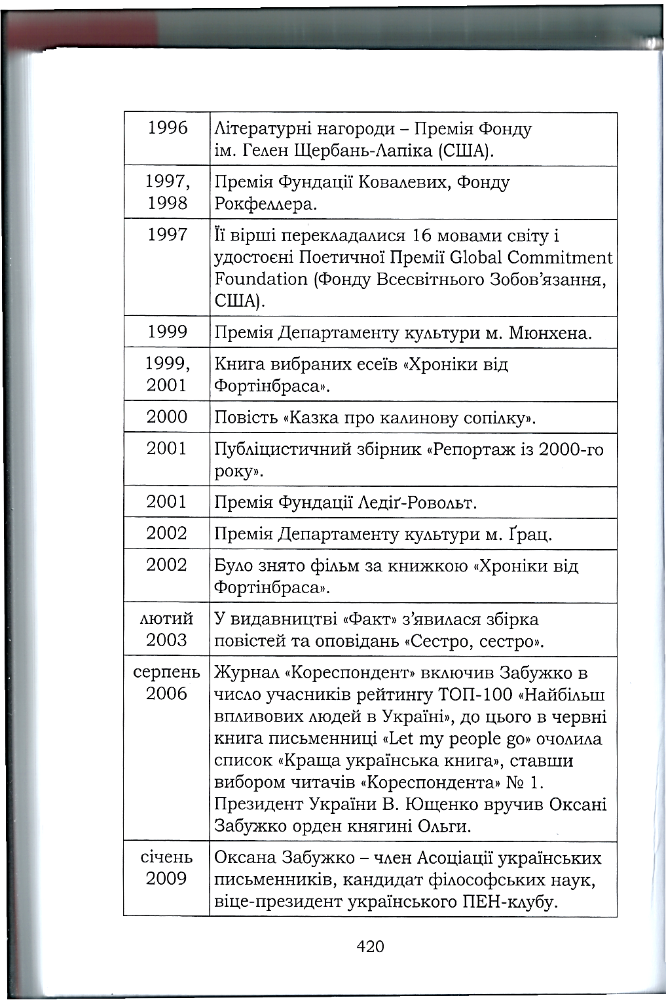 1996 Літературні нагороди – Премія Фонду
ім. Гелен Щербань-Лапіка (США).
1997, Премія Фундації Ковалевих, Фонду
1998 Рокфеллера.
1997 Її вірші перекладалися 16 мовами світу і
удостоєні Поетичної Премії Global Commitment
Foundation (Фонду Всесвітнього Зобов’язання,
США).
1999 Премія Департаменту культури м. Мюнхена.
1999, Книга вибраних есеїв «Хроніки від
2001 Фортінбраса».
2000 Повість «Казка про калинову сопілку».
2001 Публіцистичний збірник «Репортаж із 2000-го
року».
2001 Премія Фундації Ледіґ-Ровольт.
2002 Премія Департаменту культури м. Ґрац.
2002 Було знято фільм за книжкою «Хроніки від
Фортінбраса».
лютий У видавництві «Факт» з’явилася збірка
2003 повістей та оповідань «Сестро, сестро».
серпень Журнал «Кореспондент» включив Забужко в
2006 число учасників рейтингу ТОП-100 «Найбільш
впливових людей в Україні», до цього в червні
книга письменниці «Let my people go» очолила
список «Краща українська книга», ставши
вибором читачів «Кореспондента» № 1.
Президент України В. Ющенко вручив Оксані
Забужко орден княгині Ольги.
січень Оксана Забужко – член Асоціації українських
2009 письменників, кандидат філософських наук,
віце-президент українського ПЕН-клубу.
420